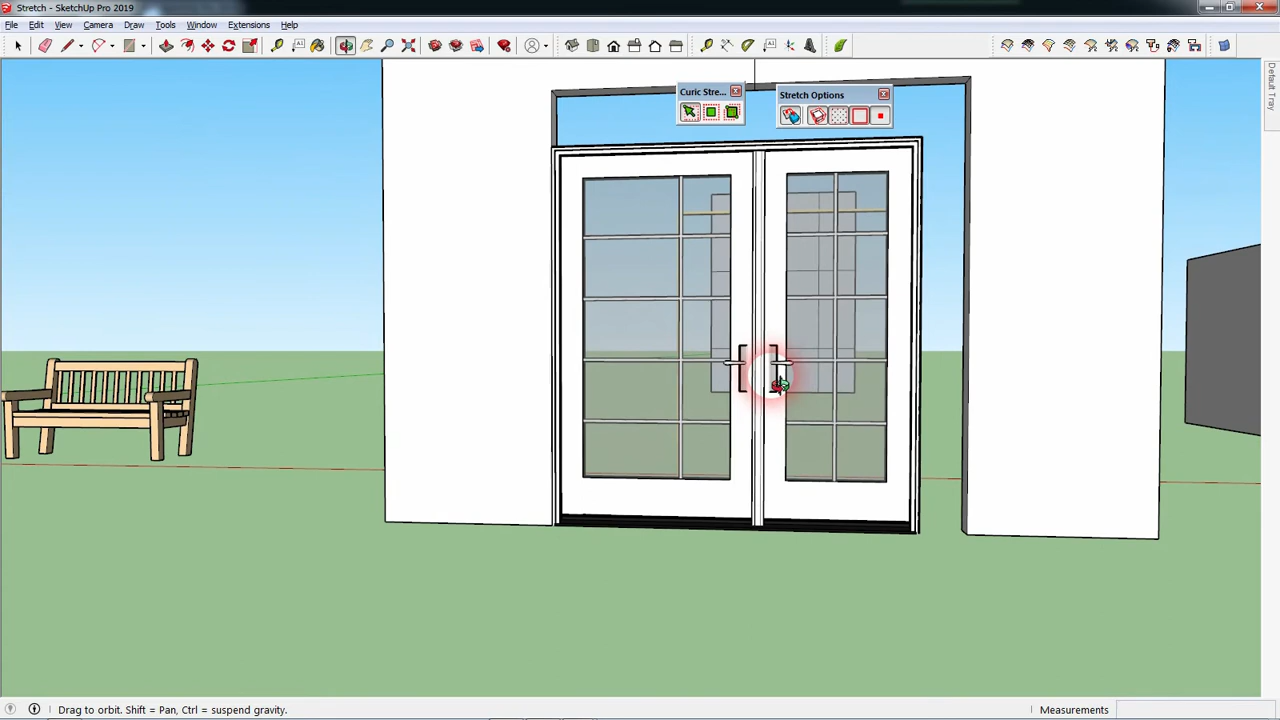 Stretch - SketchUp Pro 2019
File Edit View Camera Draw Tools Window Extensions Help
Default Tray
Curic Stre...
Stretch Options
Drag to orbit. Shift = Pan, Ctrl = suspend gravity.
Measurements